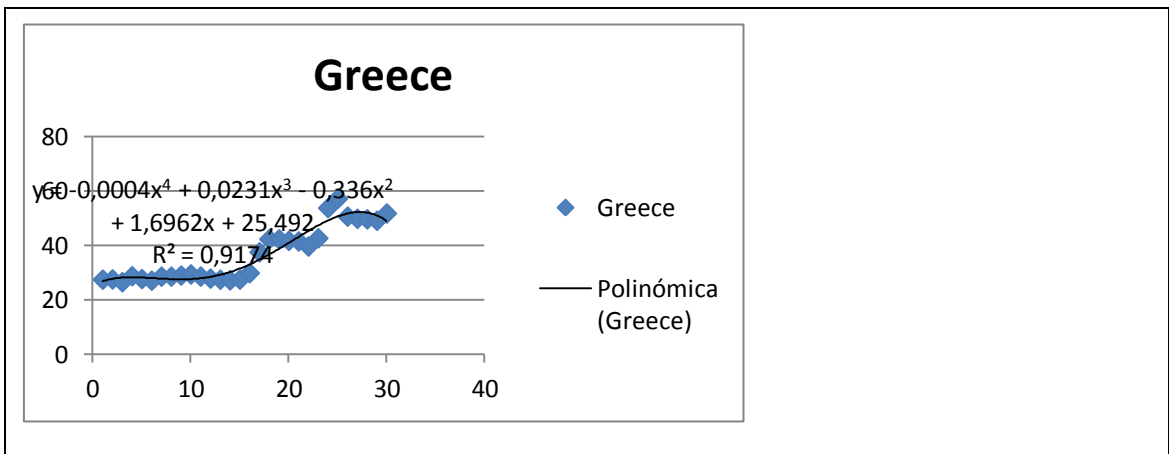 Greece
80
60
40
20
0
y = -0,0004x⁴ + 0,0231x³ - 0,336x²
+ 1,6962x + 25,492
R² = 0,9174
0 10 20 30 40
Greece
Polinómica
(Greece)